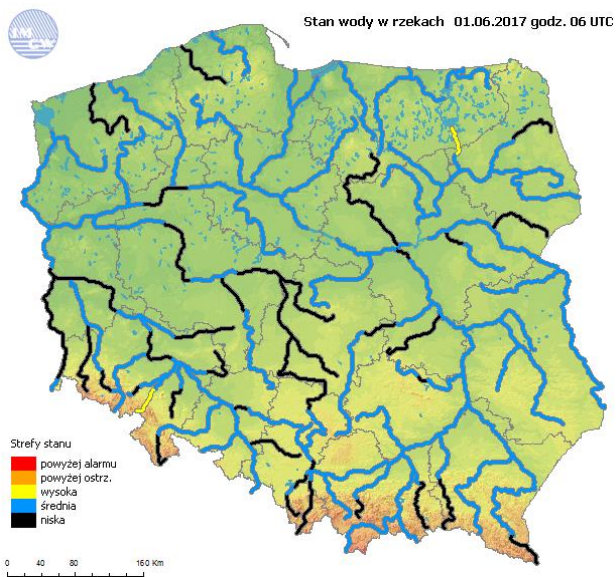 Stan wody w rzekach 01.06.2017 godz. 06 UTC
Strefy stanu
powyżej alarmu
powyżej ostrz.
wysoka
średnia
niska
0 40 80 160 Km